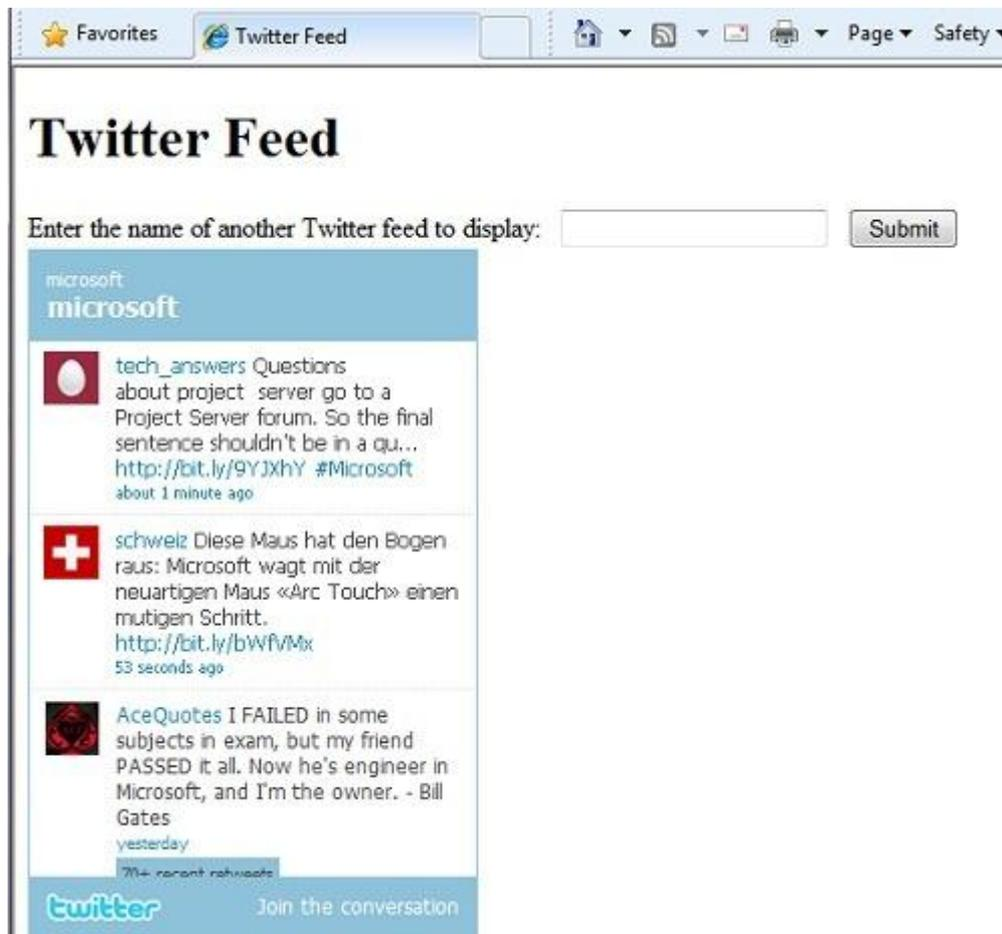 Favorites
Twitter Feed
Page
Safety
Twitter Feed
Enter the name of another Twitter feed to display:
Submit
microsoft
microsoft
tech_answers Questions
about project server go to a
Project Server forum. So the final
sentence shouldn't be in a qu...
http://bit.ly/9YJXhY #Microsoft
about 1 minute ago
schweiz Diese Maus hat den Bogen
raus: Microsoft wagt mit der
neuartigen Maus «Arc Touch» einen
mutigen Schritt.
http://bit.ly/bWfVMx
53 seconds ago
AceQuotes I FAILED in some
subjects in exam, but my friend
PASSED it all. Now he's engineer in
Microsoft, and I'm the owner. - Bill
Gates
yesterday
70+ recent retweets
twitter
Join the conversation